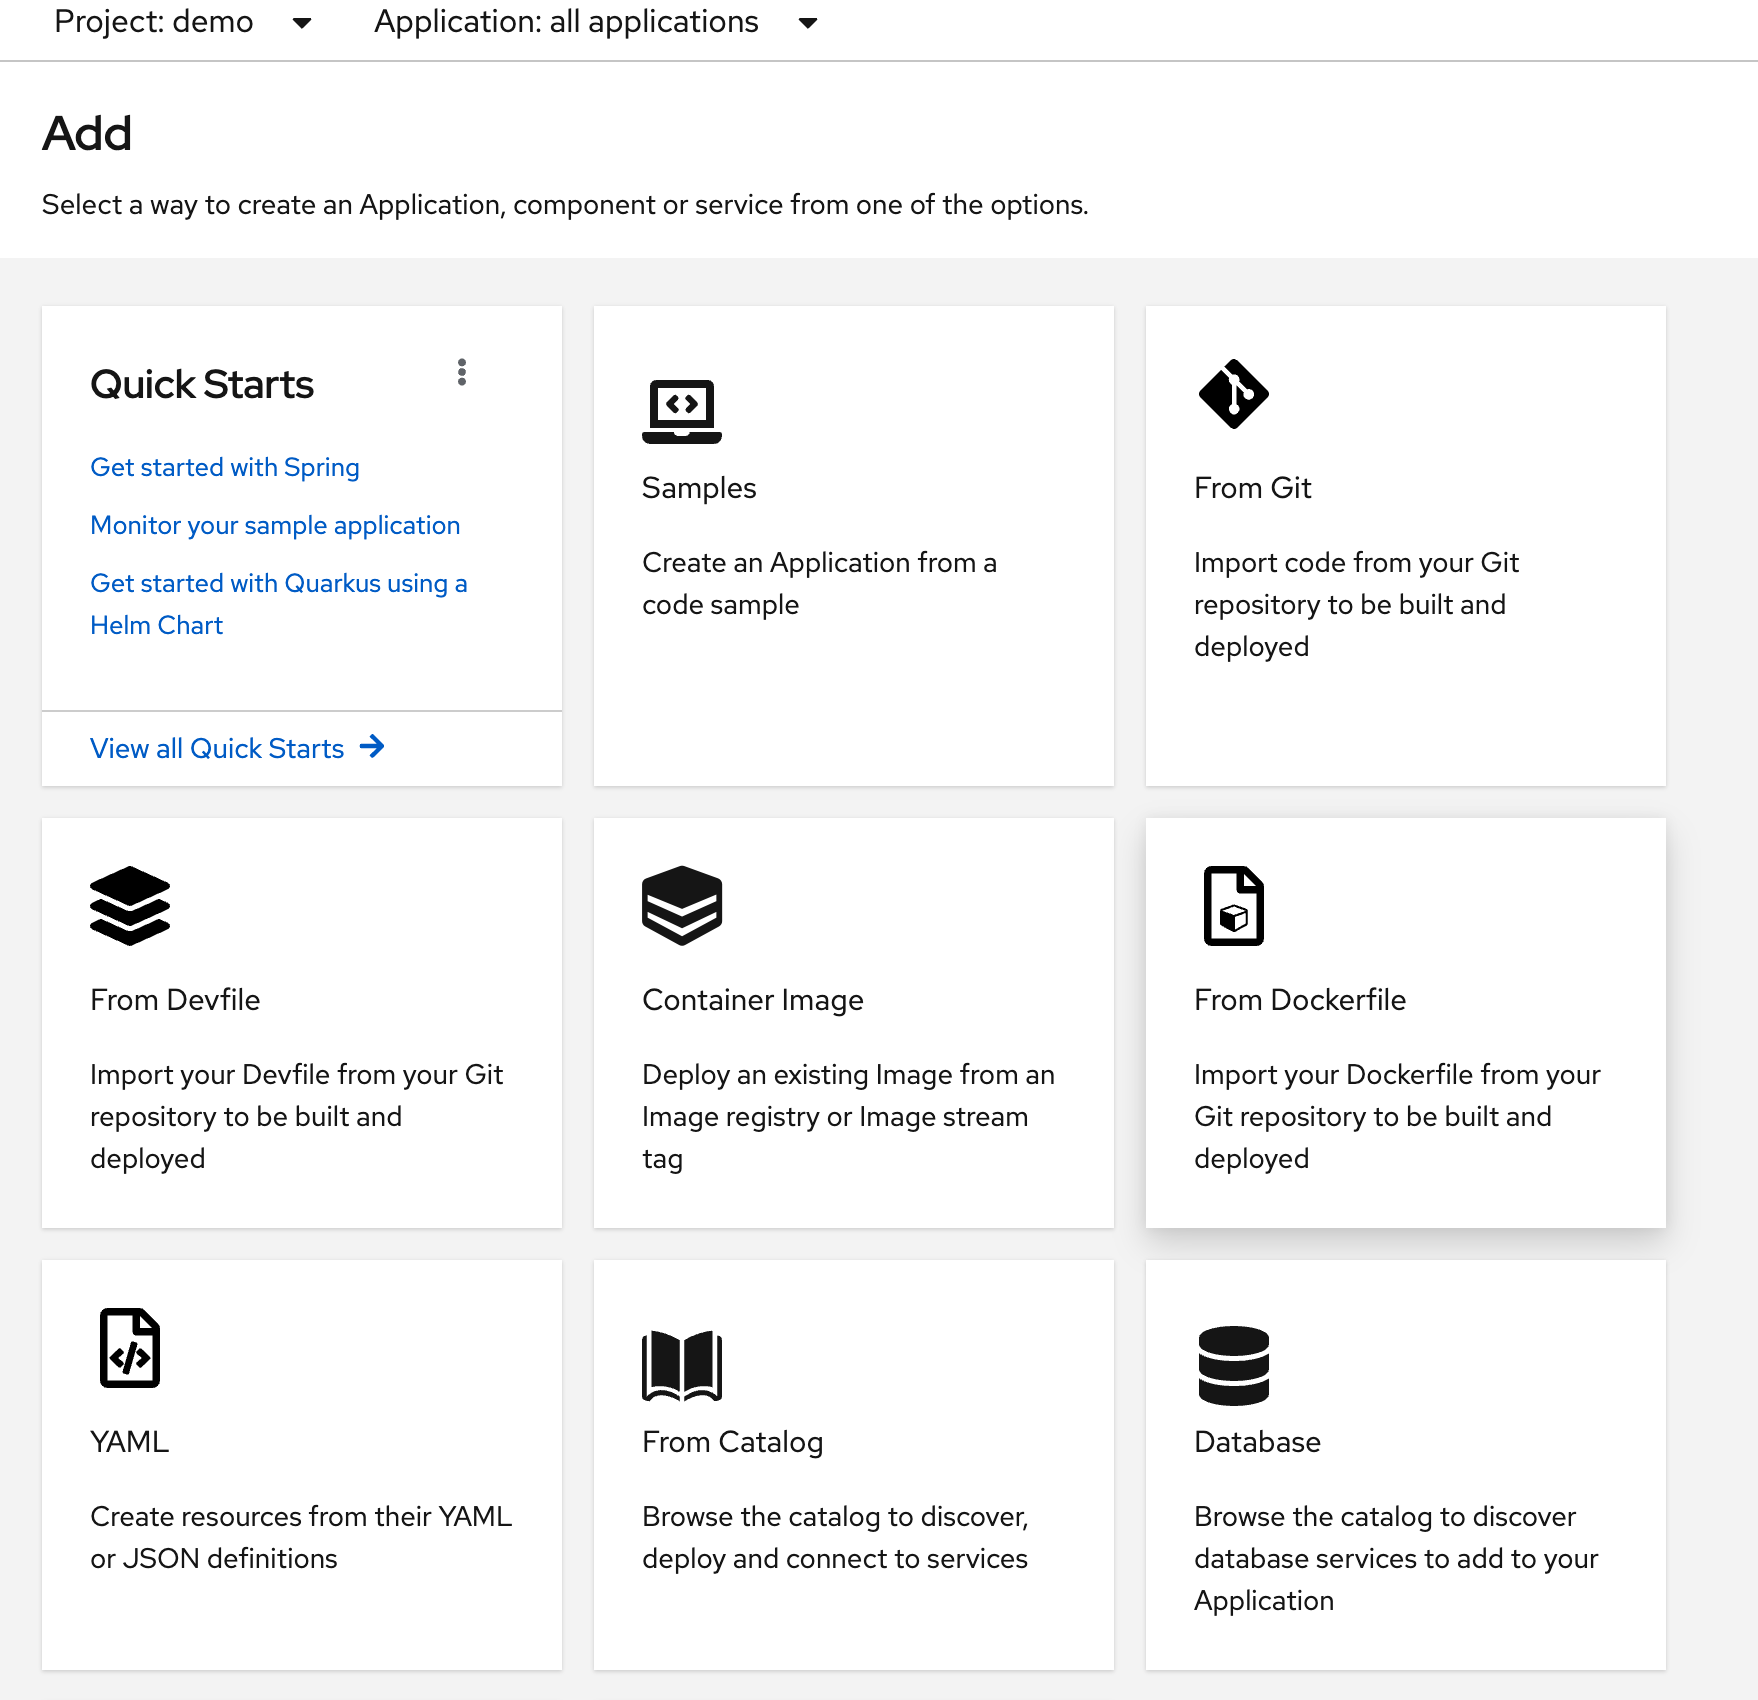 Project: demo
Application: all applications
Add
Select a way to create an Application, component or service from one of the options.
Quick Starts
Get started with Spring
Monitor your sample application
Get started with Quarkus using a
Helm Chart
View all Quick Starts
Samples
Create an Application from a
code sample
From Git
Import code from your Git
repository to be built and
deployed
From Devfile
Import your Devfile from your Git
repository to be built and
deployed
Container Image
Deploy an existing Image from an
Image registry or Image stream
tag
From Dockerfile
Import your Dockerfile from your
Git repository to be built and
deployed
YAML
Create resources from their YAML
or JSON definitions
From Catalog
Browse the catalog to discover,
deploy and connect to services
Database
Browse the catalog to discover
database services to add to your
Application